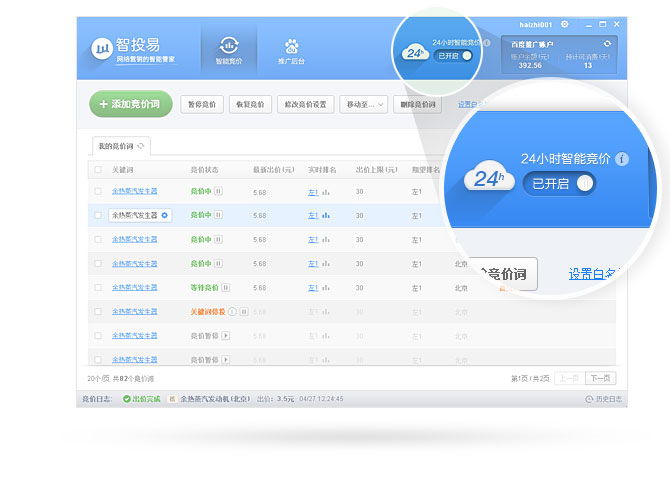 haizhi001
智投易
网络营销的智能管家
智能竞价
推广后台
24h
24小时智能竞价
已开启
百度推广账户
账户余额(元) 预计可消费(天)
392.56 13
+ 添加竞价词 暂停竞价 恢复竞价 修改竞价设置 移动至... 删除竞价词
我的竞价词
关键词 竞价状态 最新出价(元) 实时排名 出价上限(元) 期望排名
余热蒸汽发生器 竞价中 5.68 左1 30 左1
余热蒸汽发生器 竞价中 5.68 左1 30 左1
余热蒸汽发生器 竞价中 5.68 左1 30 左1
余热蒸汽发生器 竞价中 5.68 左1 30 左1 北京
余热蒸汽发生器 等待竞价 5.68 左1 30 左1 北京
余热蒸汽发生器 关键词停投 5.68 左1 30 左1 北京
余热蒸汽发生器 竞价暂停 5.68 左1 30 左1 北京
余热蒸汽发生器 竞价暂停 5.68 左1 30 左1 北京
24h
24小时智能竞价
已开启
竞价词 设置白名
20个/页 共82个竞价词 第1页/共2页 上一页 下一页
竞价日志: 出价完成 余热蒸汽发动机(北京) 出价: 3.5元 04/27 12:24:45 历史日志